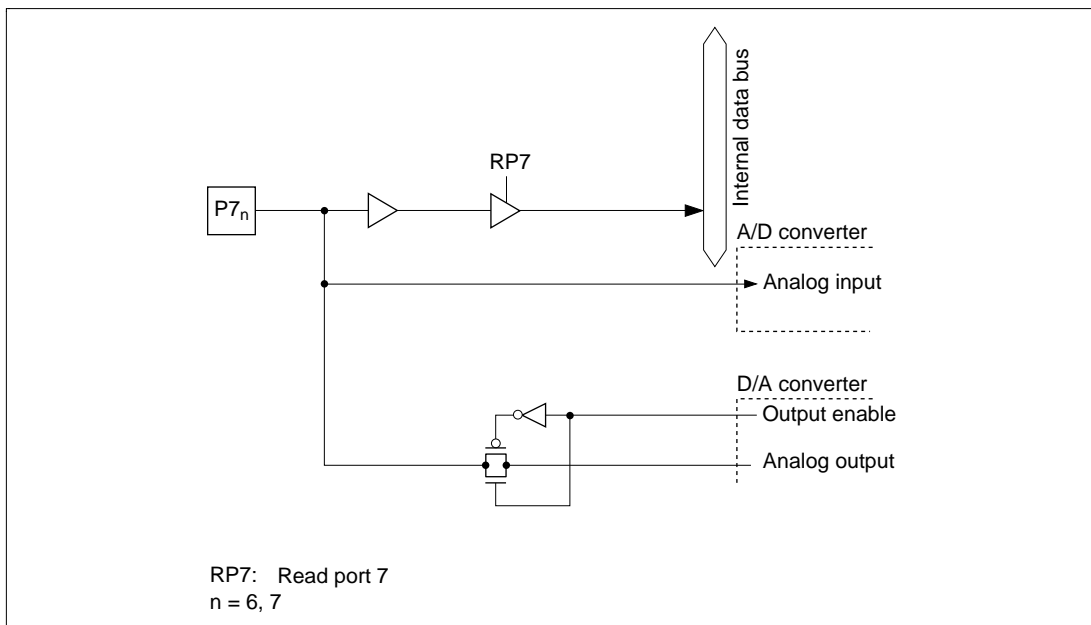 Internal data bus
RP7
P7n
A/D converter
Analog input
D/A converter
Output enable
Analog output
RP7: Read port 7
n = 6, 7